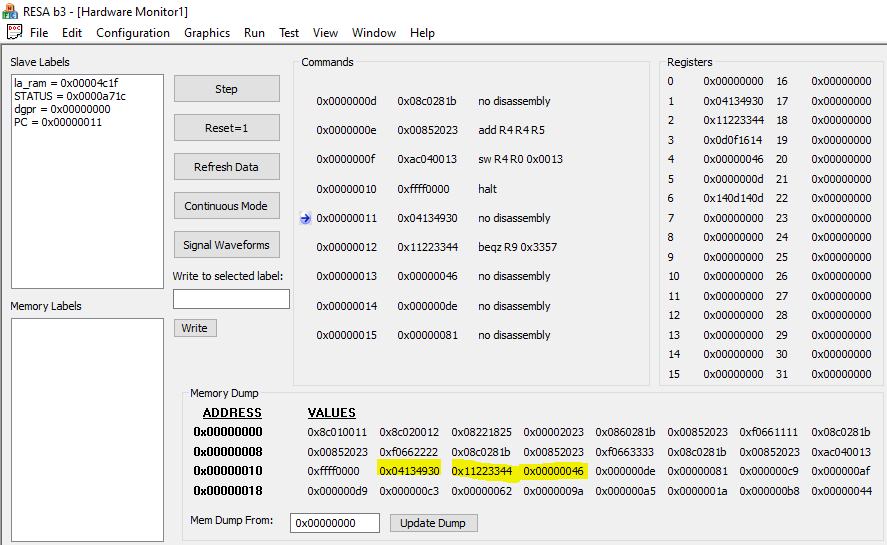 RESA b3 - [Hardware Monitor1]
File Edit Configuration Graphics Run Test View Window Help
Slave Labels
la_ram = 0x00004c1f
STATUS = 0x0000a71c
dgpr = 0x00000000
PC = 0x00000011
Memory Labels
Step
Reset=1
Refresh Data
Continuous Mode
Signal Waveforms
Write to selected label:
Write
Commands
0x0000000d 0x08c0281b no disassembly
0x0000000e 0x00852023 add R4 R4 R5
0x0000000f 0xac040013 sw R4 R0 0x0013
0x00000010 0xffff0000 halt
0x00000011 0x04134930 no disassembly
0x00000012 0x11223344 beqz R9 0x3357
0x00000013 0x00000046 no disassembly
0x00000014 0x000000de no disassembly
0x00000015 0x00000081 no disassembly
Registers
0 0x00000000 16 0x00000000
1 0x04134930 17 0x00000000
2 0x11223344 18 0x00000000
3 0x0d0f1614 19 0x00000000
4 0x00000046 20 0x00000000
5 0x0000000d 21 0x00000000
6 0x140d140d 22 0x00000000
7 0x00000000 23 0x00000000
8 0x00000000 24 0x00000000
9 0x00000000 25 0x00000000
10 0x00000000 26 0x00000000
11 0x00000000 27 0x00000000
12 0x00000000 28 0x00000000
13 0x00000000 29 0x00000000
14 0x00000000 30 0x00000000
15 0x00000000 31 0x00000000
Memory Dump
ADDRESS VALUES
0x00000000 0x8c010011 0x8c020012 0x08221825 0x00002023 0x0860281b 0x00852023 0xf0661111 0x08c0281b
0x00000008 0x00852023 0xf0662222 0x08c0281b 0x00852023 0xf0663333 0x08c0281b 0x00852023 0xac040013
0x00000010 0xffff0000 0x04134930 0x11223344 0x00000046 0x000000de 0x00000081 0x000000c9 0x000000af
0x00000018 0x000000d9 0x000000c3 0x00000062 0x0000009a 0x000000a5 0x0000001a 0x000000b8 0x00000044
Mem Dump From: 0x00000000 Update Dump